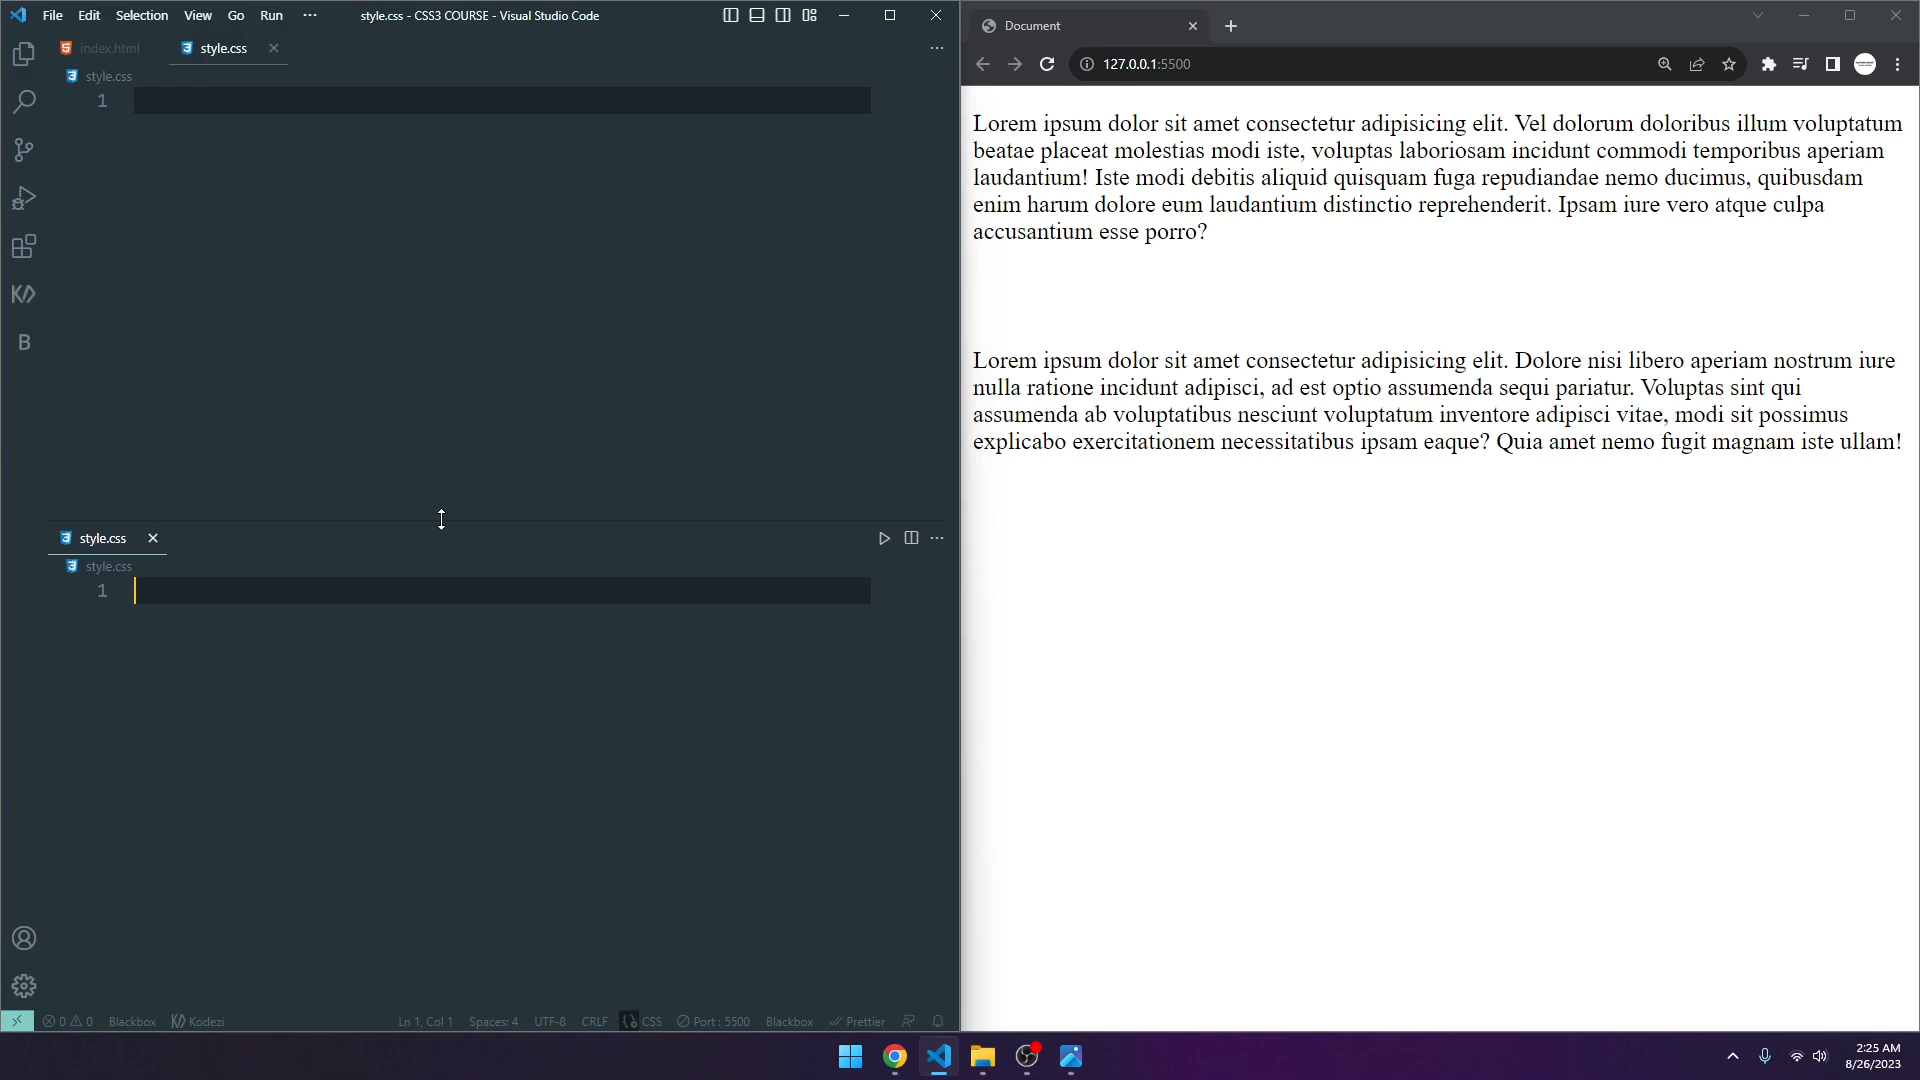 File Edit Selection View Go Run ··· style.css - CSS3 COURSE - Visual Studio Code
index.html style.css
style.css
1
style.css
style.css
1
0 0 Blackbox Kodezi Ln 1, Col 1 Spaces: 4 UTF-8 CRLF CSS Port : 5500 Blackbox Prettier
Document
127.0.0.1:5500
Lorem ipsum dolor sit amet consectetur adipisicing elit. Vel dolorum doloribus illum voluptatum
beatae placeat molestias modi iste, voluptas laboriosam incidunt commodi temporibus aperiam
laudantium! Iste modi debitis aliquid quisquam fuga repudiandae nemo ducimus, quibusdam
enim harum dolore eum laudantium distinctio reprehenderit. Ipsam iure vero atque culpa
accusantium esse porro?
Lorem ipsum dolor sit amet consectetur adipisicing elit. Dolore nisi libero aperiam nostrum iure
nulla ratione incidunt adipisci, ad est optio assumenda sequi pariatur. Voluptas sint qui
assumenda ab voluptatibus nesciunt voluptatum inventore adipisci vitae, modi sit possimus
explicabo exercitationem necessitatibus ipsam eaque? Quia amet nemo fugit magnam iste ullam!
2:25 AM
8/26/2023